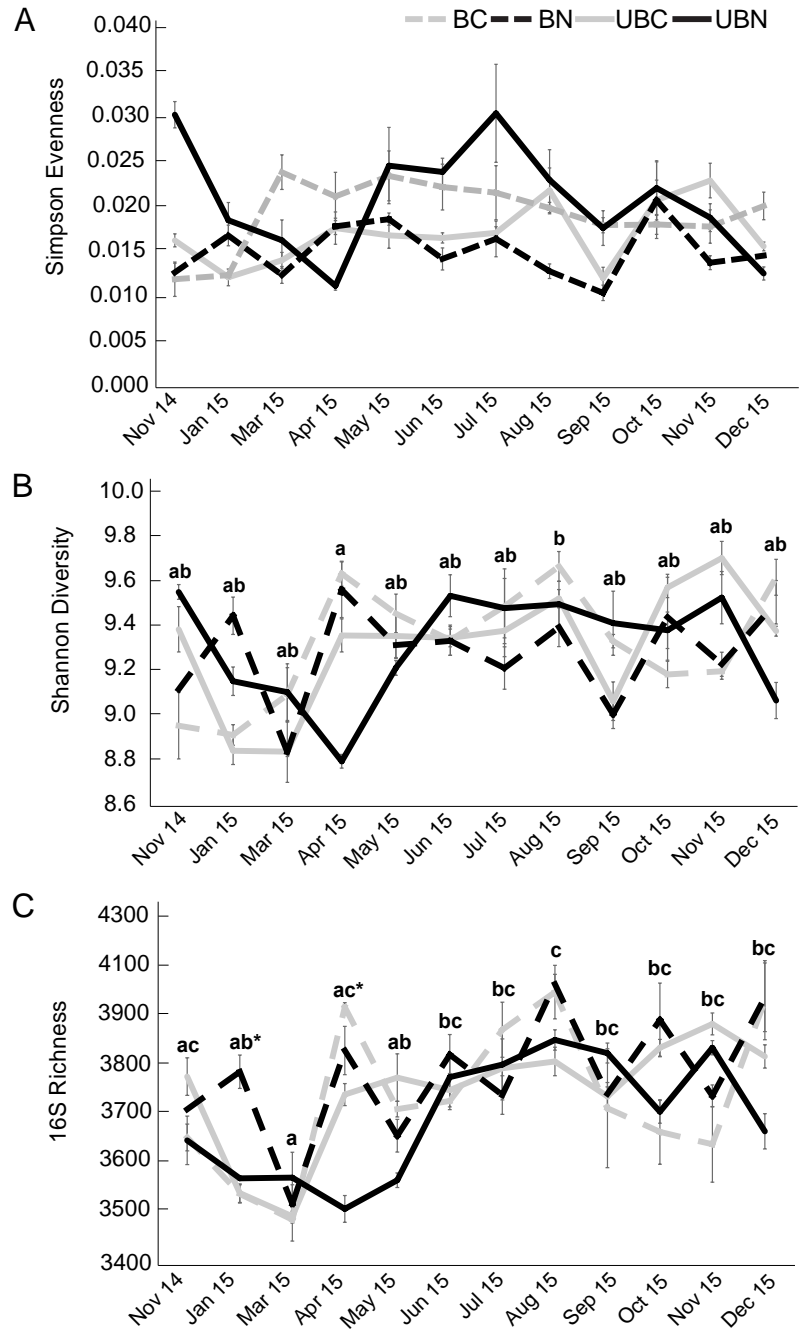 A
BC BN UBC UBN
Simpson Evenness
0.040
0.035
0.030
0.025
0.020
0.015
0.010
0.005
0.000
Nov 14 Jan 15 Mar 15 Apr 15 May 15 Jun 15 Jul 15 Aug 15 Sep 15 Oct 15 Nov 15 Dec 15
B
Shannon Diversity
10.0
9.8
9.6
9.4
9.2
9.0
8.8
8.6
ab ab ab a ab ab ab b ab ab ab ab
Nov 14 Jan 15 Mar 15 Apr 15 May 15 Jun 15 Jul 15 Aug 15 Sep 15 Oct 15 Nov 15 Dec 15
C
16S Richness
4300
4100
3900
3800
3700
3600
3500
3400
ac ab* a ac* ab bc bc c bc bc bc bc
Nov 14 Jan 15 Mar 15 Apr 15 May 15 Jun 15 Jul 15 Aug 15 Sep 15 Oct 15 Nov 15 Dec 15